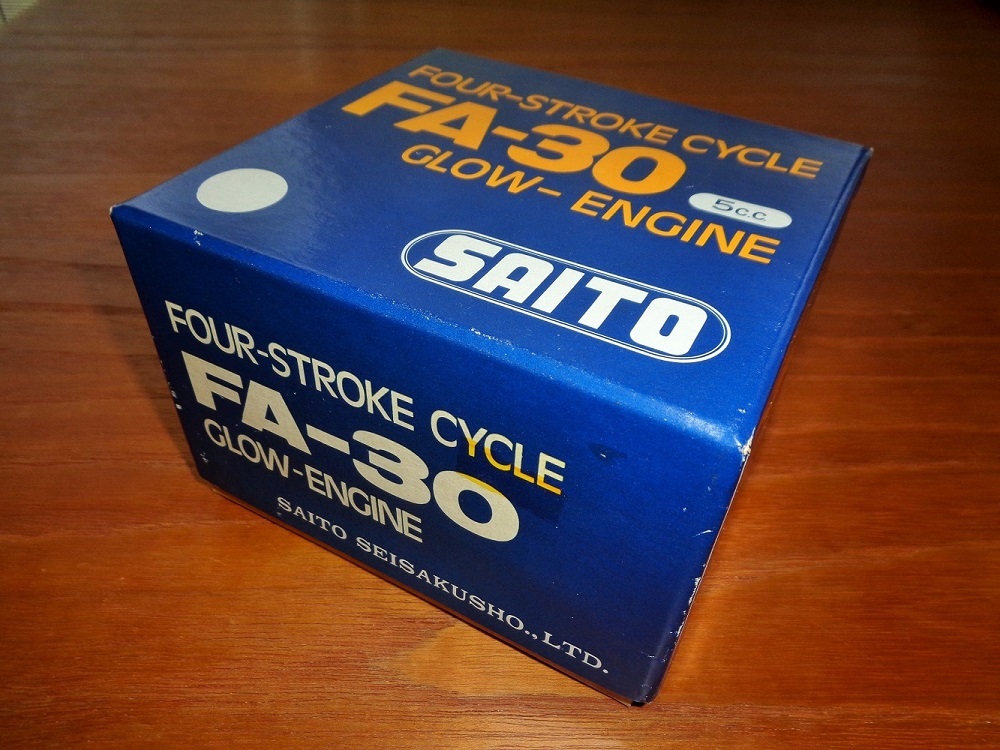 FOUR-STROKE CYCLE
FA-30
5c.c.
GLOW-ENGINE
SAITO
FOUR-STROKE CYCLE
FA-30
GLOW-ENGINE
SAITO SEISAKUSHO.,LTD.